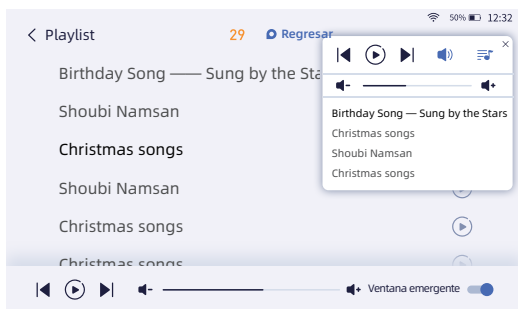 50% 12:32
Playlist 29 Regresar
Birthday Song —— Sung by the Sta
Shoubi Namsan
Christmas songs
Shoubi Namsan
Christmas songs
Christmas songs
Birthday Song — Sung by the Stars
Christmas songs
Shoubi Namsan
Christmas songs
Ventana emergente